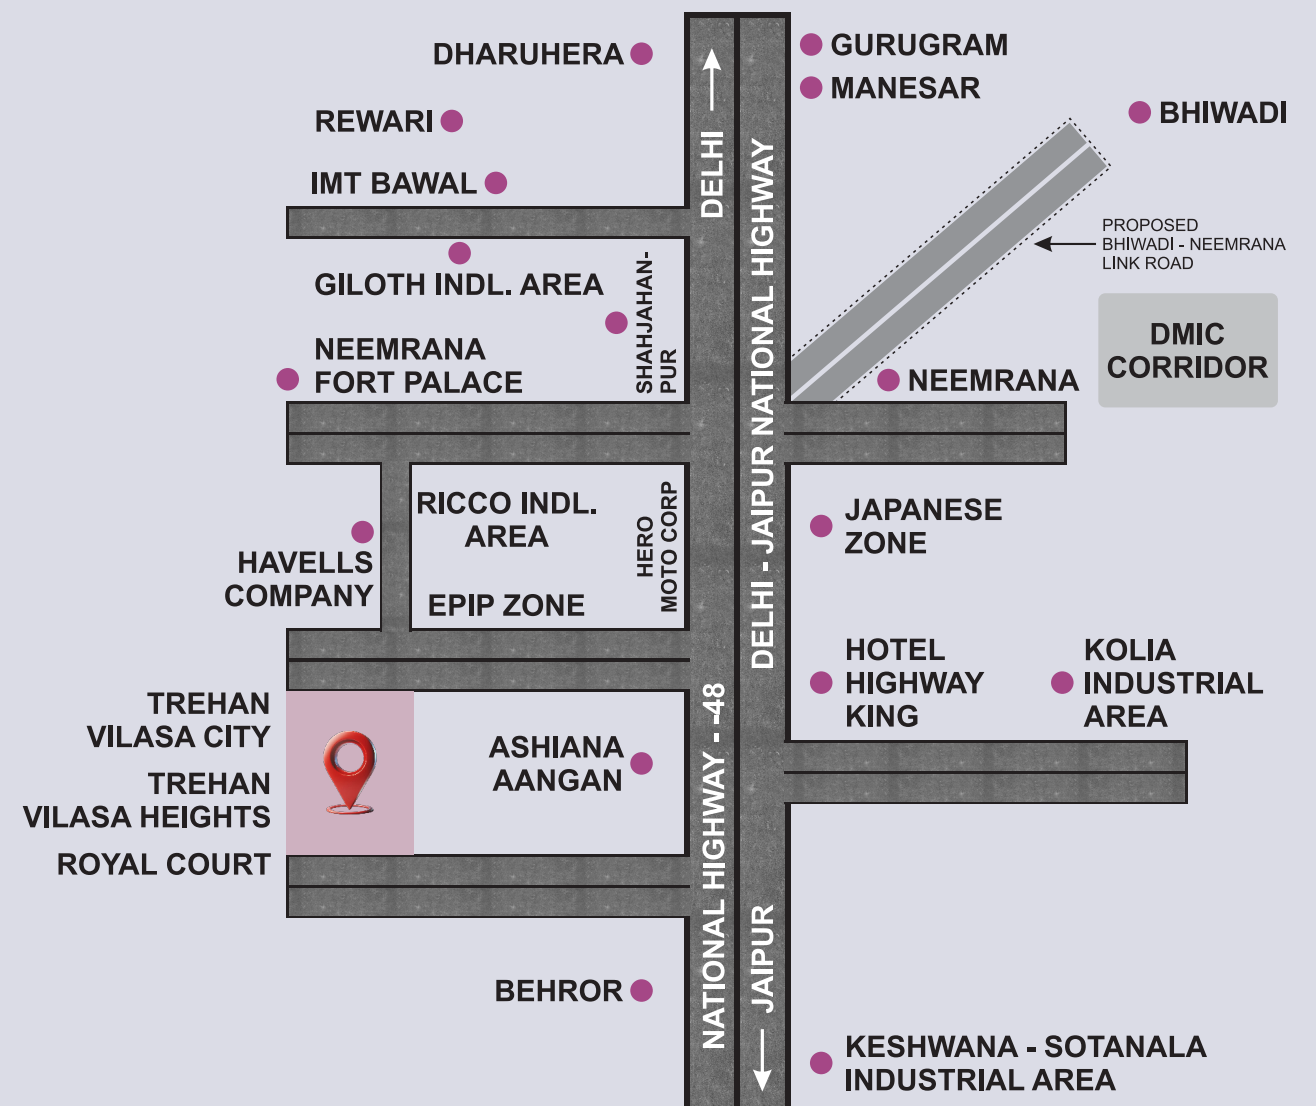 DHARUHERA
GURUGRAM
MANESAR
REWARI
BHIWADI
IMT BAWAL
DELHI
PROPOSED
BHIWADI - NEEMRANA
LINK ROAD
GILOTH INDL. AREA
SHAHJAHAN-
PUR
DELHI - JAIPUR NATIONAL HIGHWAY
DMIC
CORRIDOR
NEEMRANA
FORT PALACE
NEEMRANA
RICCO INDL.
AREA
HERO
MOTO CORP
JAPANESE
ZONE
HAVELLS
COMPANY
EPIP ZONE
HOTEL
HIGHWAY
KING
KOLIA
INDUSTRIAL
AREA
TREHAN
VILASA CITY
TREHAN
VILASA HEIGHTS
ROYAL COURT
ASHIANA
AANGAN
NATIONAL HIGHWAY - -48
JAIPUR
BEHROR
KESHWANA - SOTANALA
INDUSTRIAL AREA